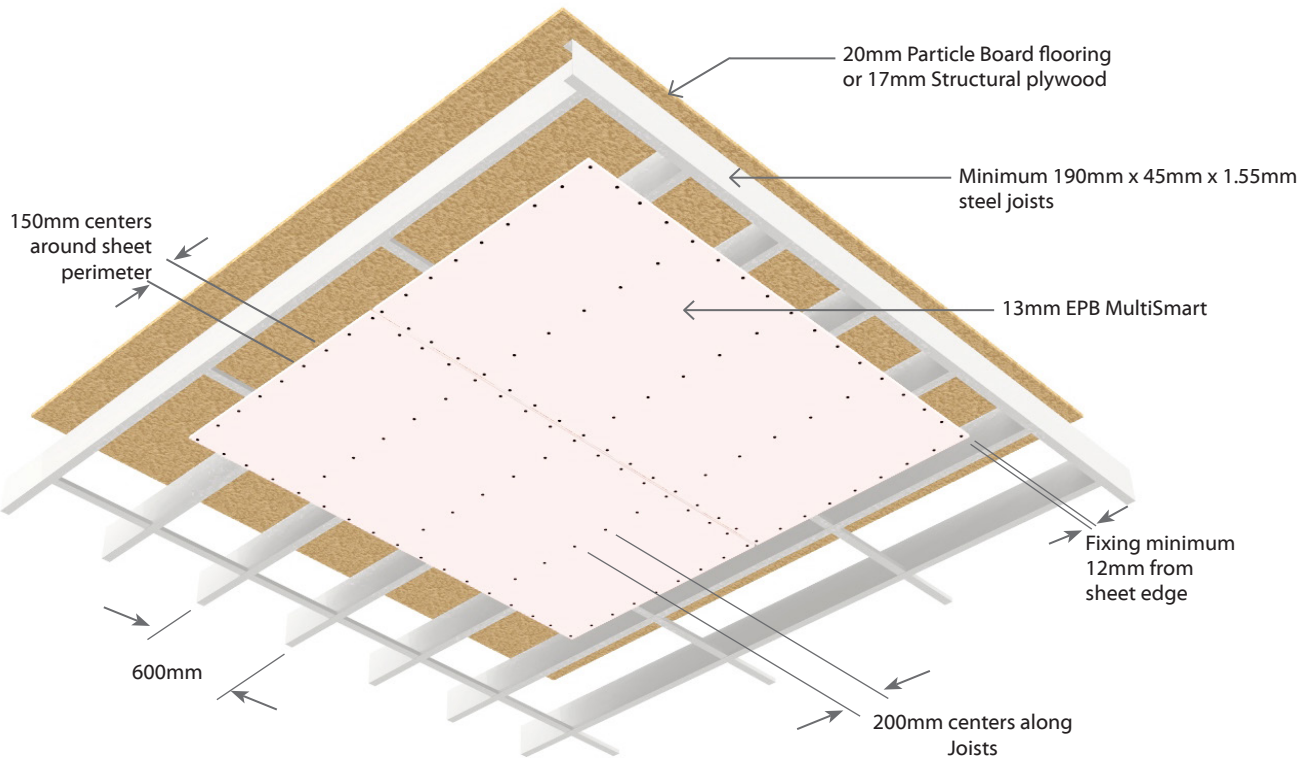 20mm Particle Board flooring
or 17mm Structural plywood
Minimum 190mm x 45mm x 1.55mm
steel joists
150mm centers
around sheet
perimeter
13mm EPB MultiSmart
Fixing minimum
12mm from
sheet edge
600mm
200mm centers along
Joists